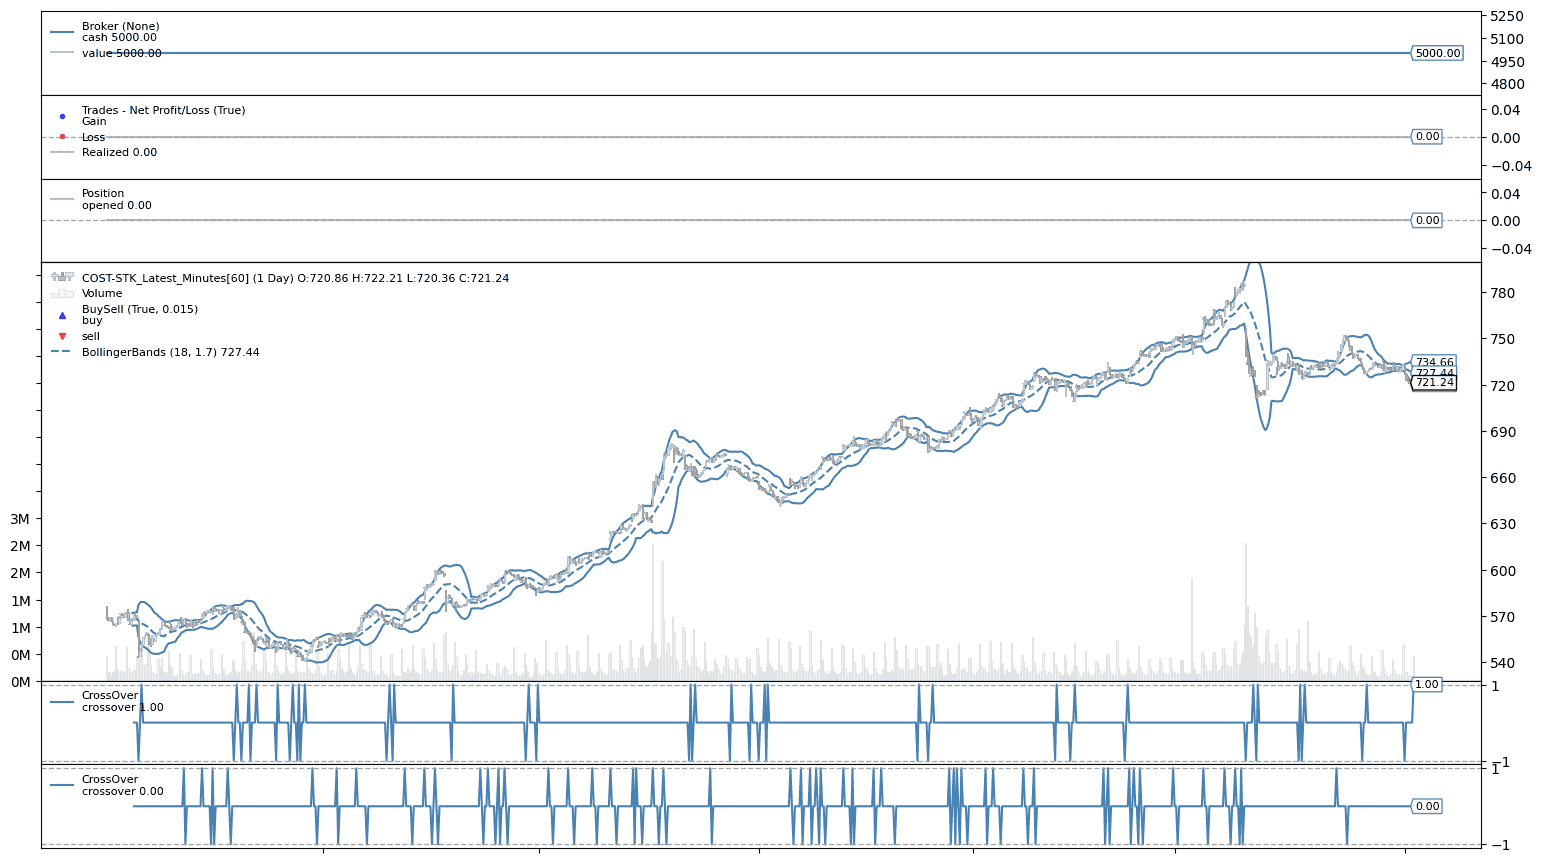 Broker (None)
cash 5000.00
value 5000.00
5250
5100
4950
4800
5000.00
Trades - Net Profit/Loss (True)
Gain
Loss
Realized 0.00
0.04
0.00
−0.04
0.00
Position
opened 0.00
0.04
0.00
−0.04
0.00
COST-STK_Latest_Minutes[60] (1 Day) O:720.86 H:722.21 L:720.36 C:721.24
Volume
BuySell (True, 0.015)
buy
sell
BollingerBands (18, 1.7) 727.44
780
750
720
690
660
630
600
570
540
734.66
727.44
721.24
3M
2M
2M
1M
1M
0M
0M
CrossOver
crossover 1.00
1.00
1
−1
CrossOver
crossover 0.00
1
0.00
−1